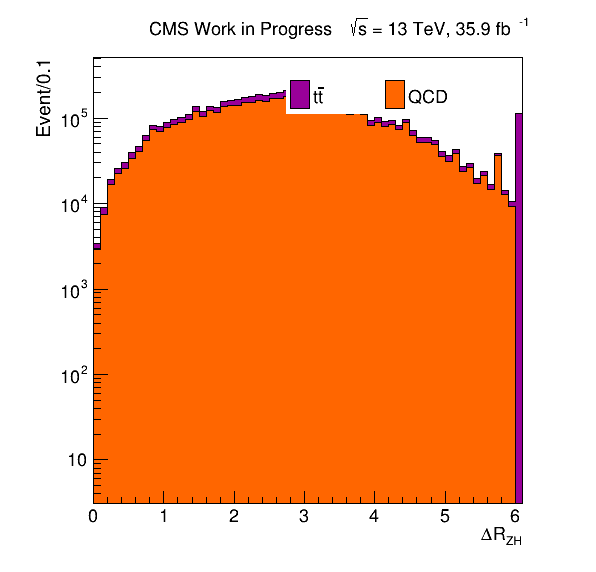 CMS Work in Progress √s = 13 TeV, 35.9 fb⁻¹
Event/0.1
tt̄ QCD
10⁵
10⁴
10³
10²
10
0 1 2 3 4 5 6
ΔR_ZH